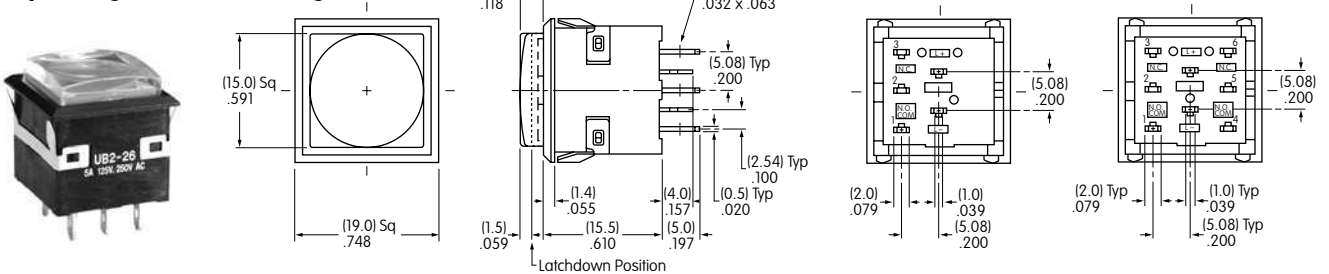 .118
.032 x .063
(15.0) Sq
.591
(19.0) Sq
.748
UB2-26
5A 125V, 250V AC
(5.08) Typ
.200
(2.54) Typ
.100
(0.5) Typ
.020
(1.4)
.055
(4.0)
.157
(1.5)
.059
(15.5)
.610
(5.0)
.197
Latchdown Position
3
L+
N.C.
2
N.O.
COM
1
L-
(5.08)
.200
(2.0)
.079
(1.0)
.039
(5.08)
.200
3
L+
6
N.C.
N.C.
2
5
N.O.
COM
N.O.
COM
1
L-
4
(5.08)
.200
(2.0) Typ
.079
(1.0) Typ
.039
(5.08) Typ
.200